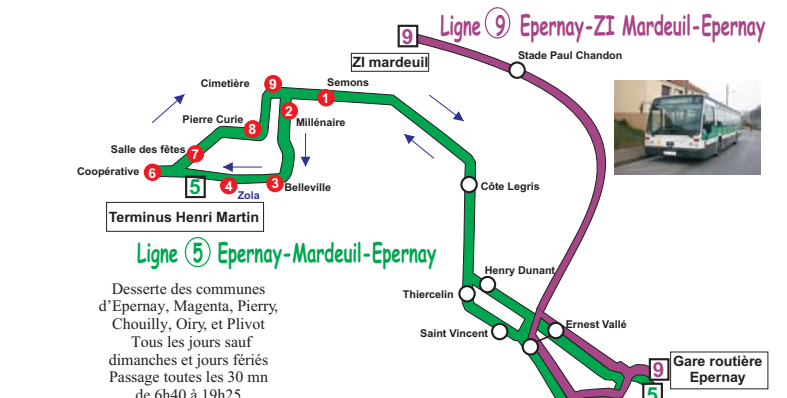 Ligne 9 Epernay-ZI Mardeuil-Epernay
9
Stade Paul Chandon
ZI mardeuil
Cimetière
9
Semons
1
2
Millénaire
Pierre Curie
8
Salle des fêtes
7
Coopérative
6
5
4
Zola
3
Belleville
Côte Legris
Terminus Henri Martin
Ligne 5 Epernay-Mardeuil-Epernay
Henry Dunant
Thiercelin
Saint Vincent
Ernest Vallé
Desserte des communes
d'Epernay, Magenta, Pierry,
Chouilly, Oiry, et Plivot
Tous les jours sauf
dimanches et jours fériés
Passage toutes les 30 mn
de 6h40 à 19h25
9
Gare routière
Epernay
5